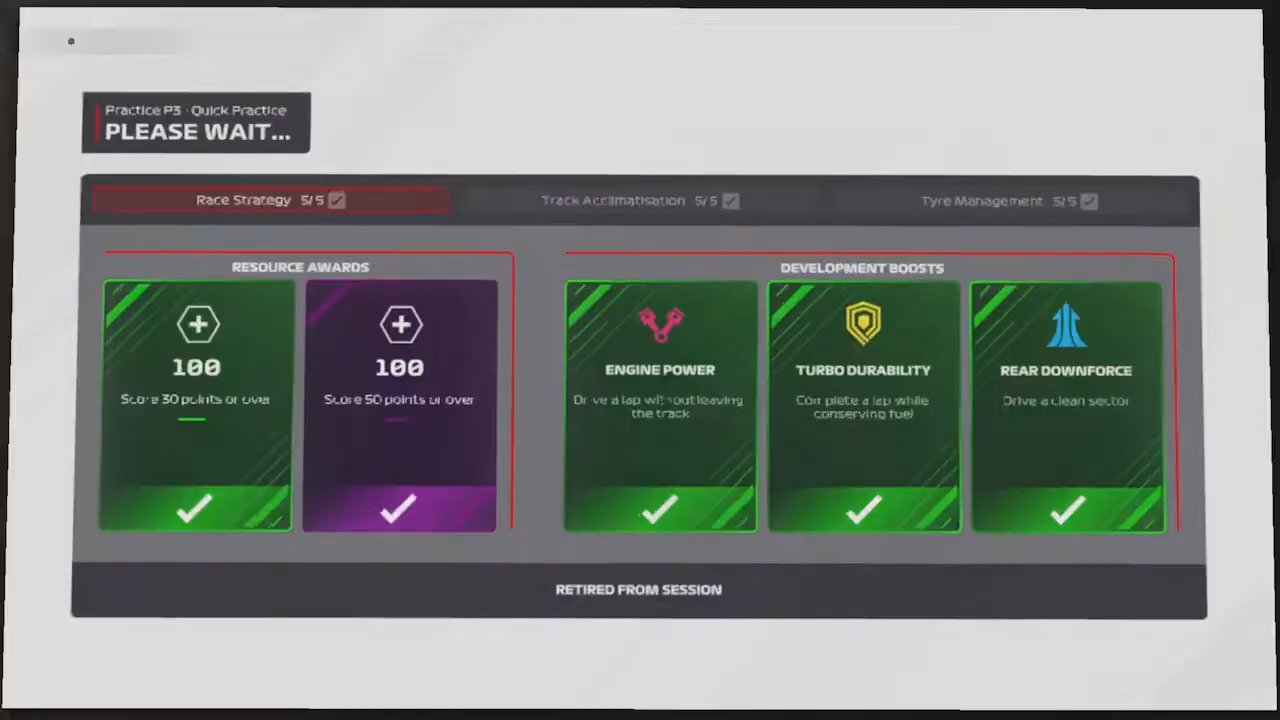 Practice P3 · Quick Practice
PLEASE WAIT...
Race Strategy 5/5
Track Acclimatisation 5/5
Tyre Management 5/5
RESOURCE AWARDS
DEVELOPMENT BOOSTS
100
Score 30 points or over
100
Score 50 points or over
ENGINE POWER
Drive a lap without leaving
the track
TURBO DURABILITY
Complete a lap while
conserving fuel
REAR DOWNFORCE
Drive a clean sector
RETIRED FROM SESSION